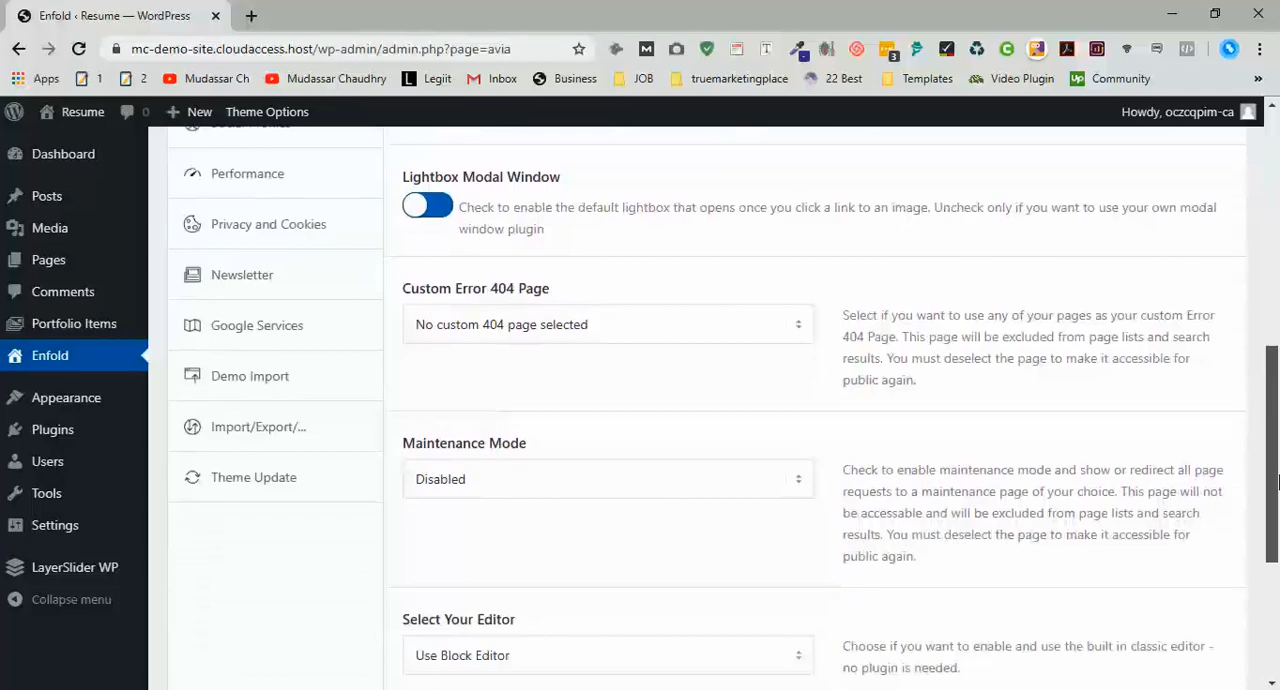 Enfold ‹ Resume — WordPress
mc-demo-site.cloudaccess.host/wp-admin/admin.php?page=avia
3
Apps
1
2
Mudassar Ch
Mudassar Chaudhry
Legit
Inbox
Business
JOB
truemarketingplace
22 Best
Templates
Video Plugin
Community
»
Resume
0
New
Theme Options
Howdy, oczcqpim-ca
Dashboard
Posts
Media
Pages
Comments
Portfolio Items
Enfold
Appearance
Plugins
Users
Tools
Settings
LayerSlider WP
Collapse menu
Performance
Privacy and Cookies
Newsletter
Google Services
Demo Import
Import/Export/...
Theme Update
Lightbox Modal Window
Check to enable the default lightbox that opens once you click a link to an image. Uncheck only if you want to use your own modal
window plugin
Custom Error 404 Page
No custom 404 page selected
Select if you want to use any of your pages as your custom Error
404 Page. This page will be excluded from page lists and search
results. You must deselect the page to make it accessible for
public again.
Maintenance Mode
Disabled
Check to enable maintenance mode and show or redirect all page
requests to a maintenance page of your choice. This page will not
be accessable and will be excluded from page lists and search
results. You must deselect the page to make it accessible for
public again.
Select Your Editor
Use Block Editor
Choose if you want to enable and use the built in classic editor -
no plugin is needed.